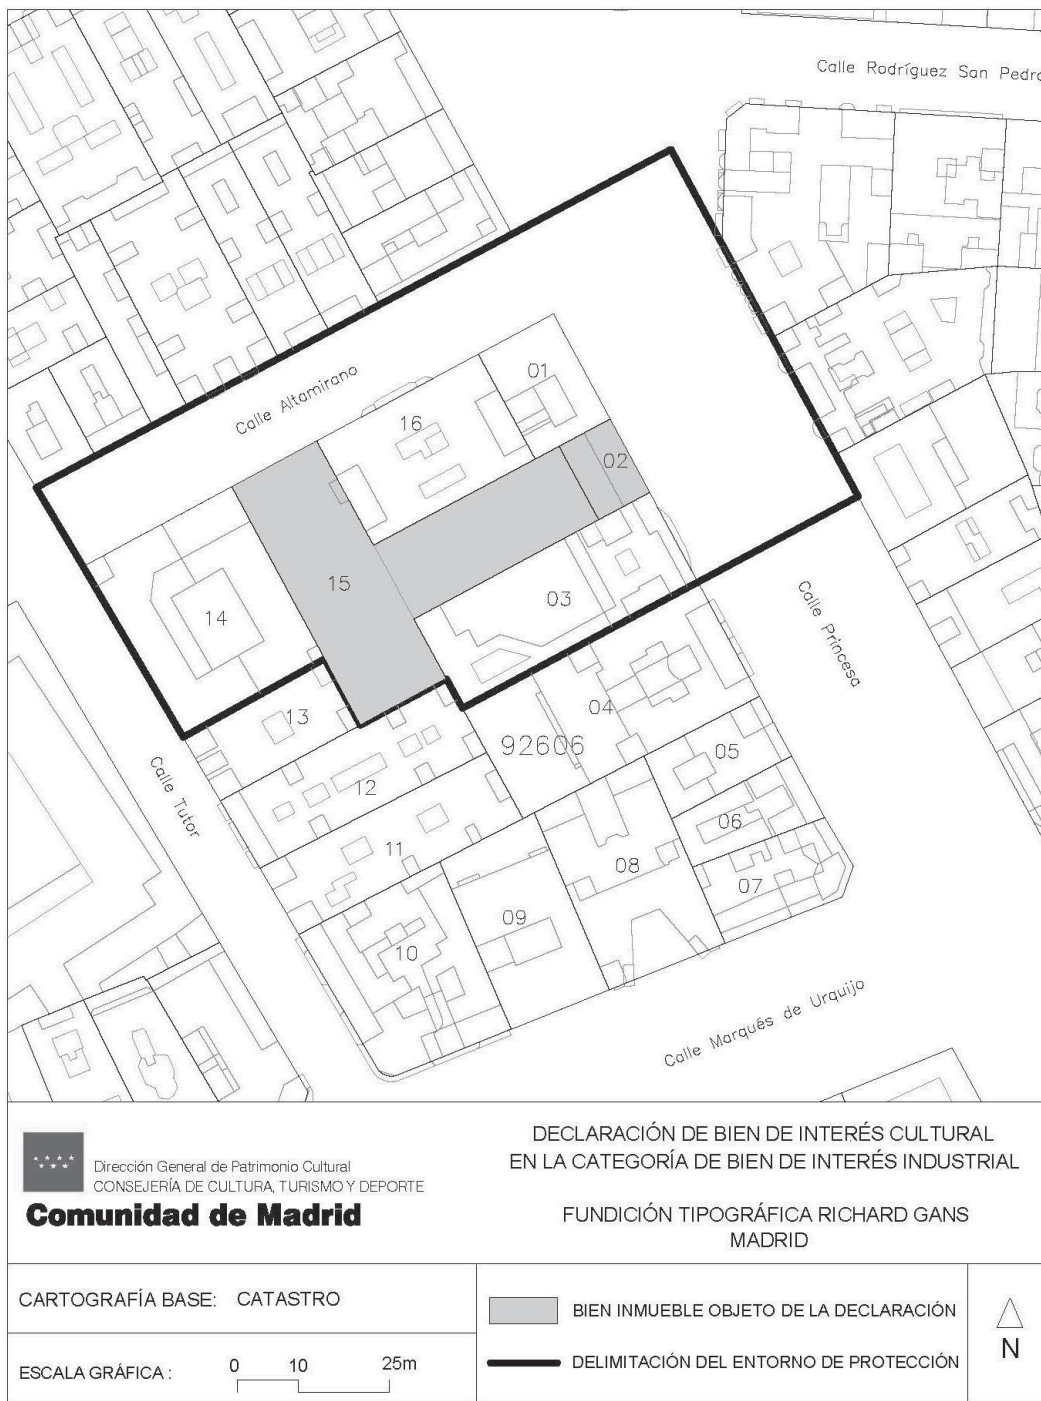 Calle Rodríguez San Pedro
Calle Altamirano
01
16
02
15
03
14
Calle Princesa
13
04
92606
05
Calle Tutor
12
06
11
08
07
09
10
Calle Marqués de Urquijo
Dirección General de Patrimonio Cultural
CONSEJERÍA DE CULTURA, TURISMO Y DEPORTE
Comunidad de Madrid
DECLARACIÓN DE BIEN DE INTERÉS CULTURAL
EN LA CATEGORÍA DE BIEN DE INTERÉS INDUSTRIAL
FUNDICIÓN TIPOGRÁFICA RICHARD GANS
MADRID
CARTOGRAFÍA BASE: CATASTRO
ESCALA GRÁFICA : 0 10 25m
BIEN INMUEBLE OBJETO DE LA DECLARACIÓN
DELIMITACIÓN DEL ENTORNO DE PROTECCIÓN
N